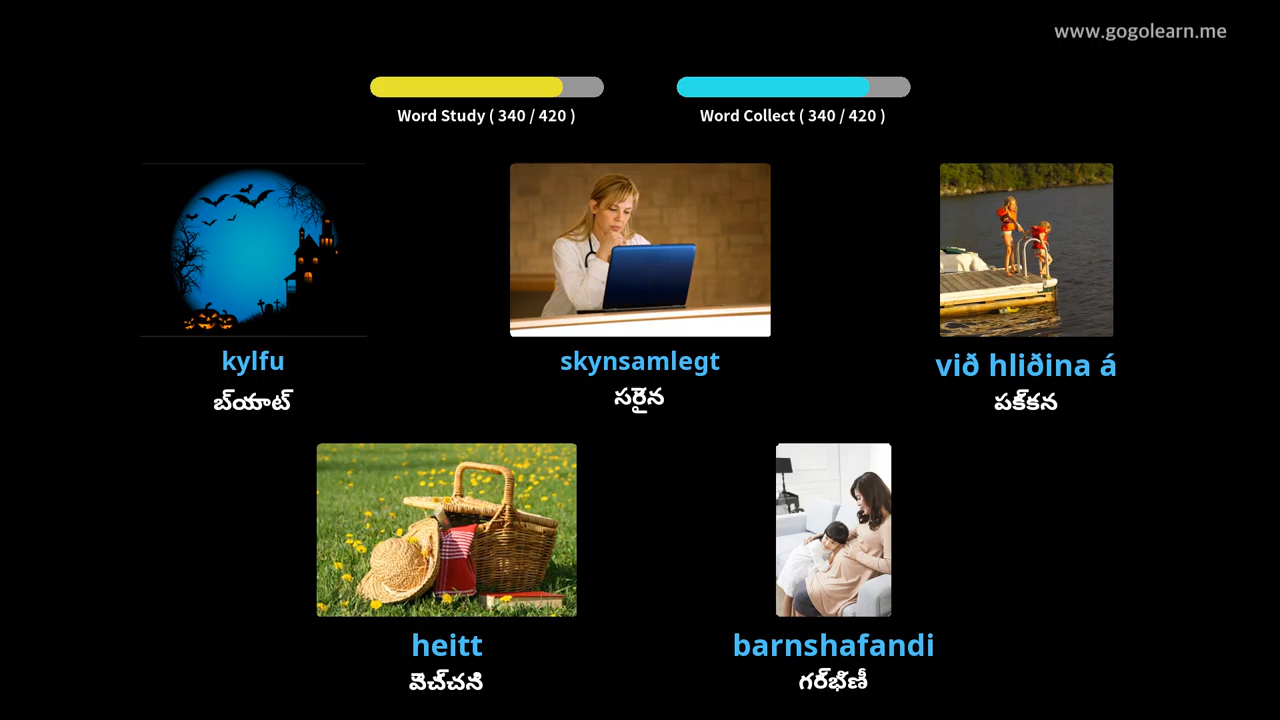 www.gogolearn.me
Word Study ( 340 / 420 )
Word Collect ( 340 / 420 )
kylfu
skynsamlegt
við hliðina á
బ్యాట్
సరైన
పక్కన
heitt
barnshafandi
వెచ్చని
గర్భిణీ